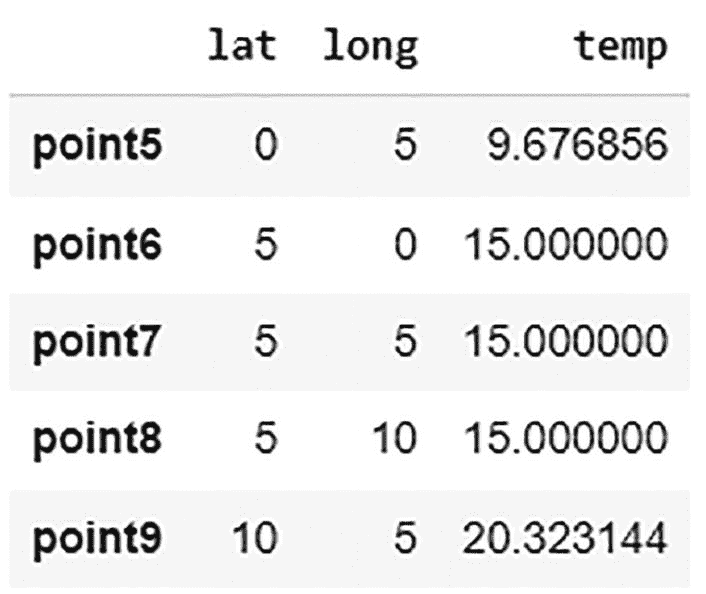 lat long temp
point5 0 5 9.676856
point6 5 0 15.000000
point7 5 5 15.000000
point8 5 10 15.000000
point9 10 5 20.323144